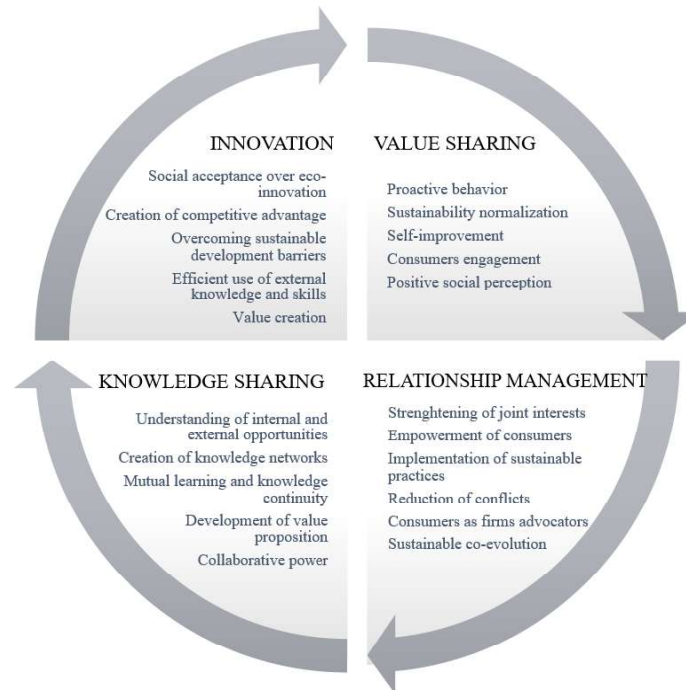 INNOVATION
Social acceptance over eco-
innovation
Creation of competitive advantage
Overcoming sustainable
development barriers
Efficient use of external
knowledge and skills
Value creation
VALUE SHARING
Proactive behavior
Sustainability normalization
Self-improvement
Consumers engagement
Positive social perception
KNOWLEDGE SHARING
Understanding of internal and
external opportunities
Creation of knowledge networks
Mutual learning and knowledge
continuity
Development of value
proposition
Collaborative power
RELATIONSHIP MANAGEMENT
Strenghtening of joint interests
Empowerment of consumers
Implementation of sustainable
practices
Reduction of conflicts
Consumers as firms advocators
Sustainable co-evolution